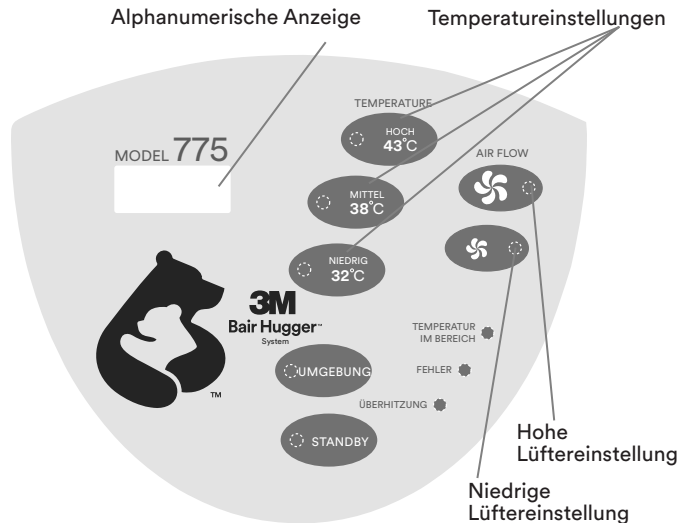 Alphanumerische Anzeige
Temperatureinstellungen
TEMPERATURE
MODEL 775
HOCH
43°C
AIR FLOW
MITTEL
38°C
NIEDRIG
32°C
3M
Bair Hugger™
System
TM
TEMPERATUR
IM BEREICH
UMGEBUNG
FEHLER
ÜBERHITZUNG
STANDBY
Hohe
Lüftereinstellung
Niedrige
Lüftereinstellung